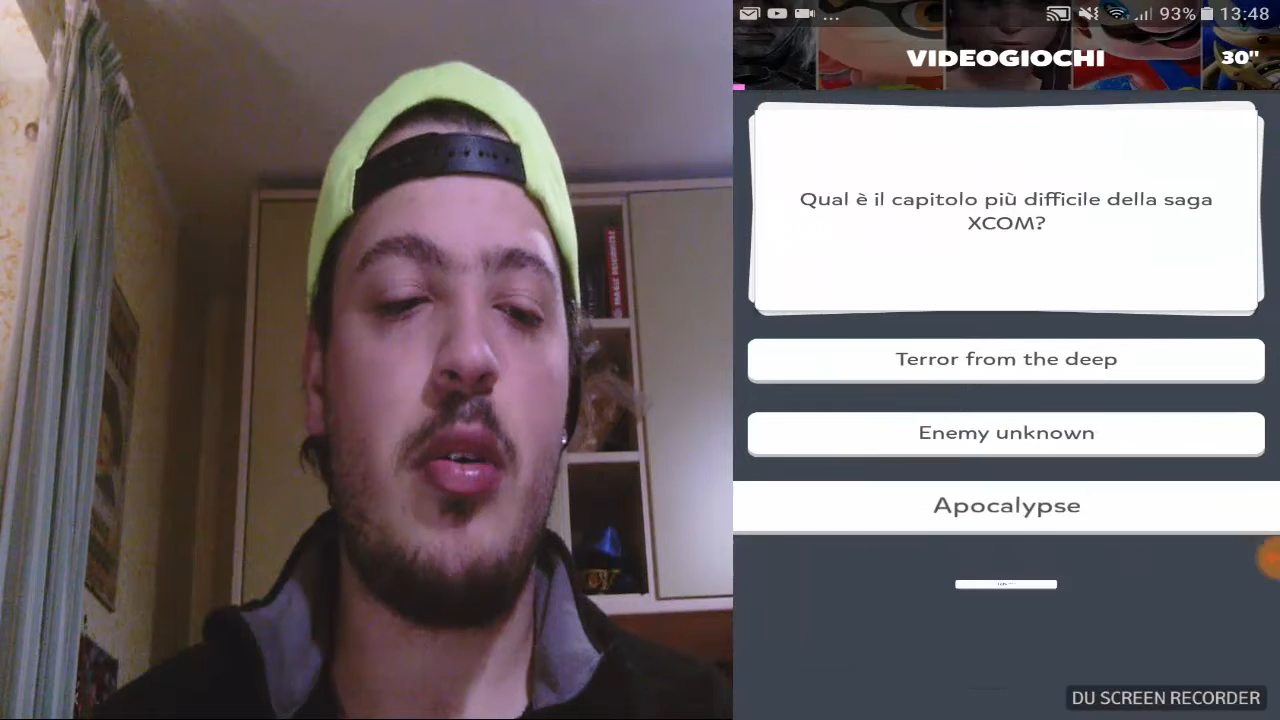 ... 93% 13:48
VIDEOGIOCHI 30"
Qual è il capitolo più difficile della saga
XCOM?
Terror from the deep
Enemy unknown
Apocalypse
DU SCREEN RECORDER